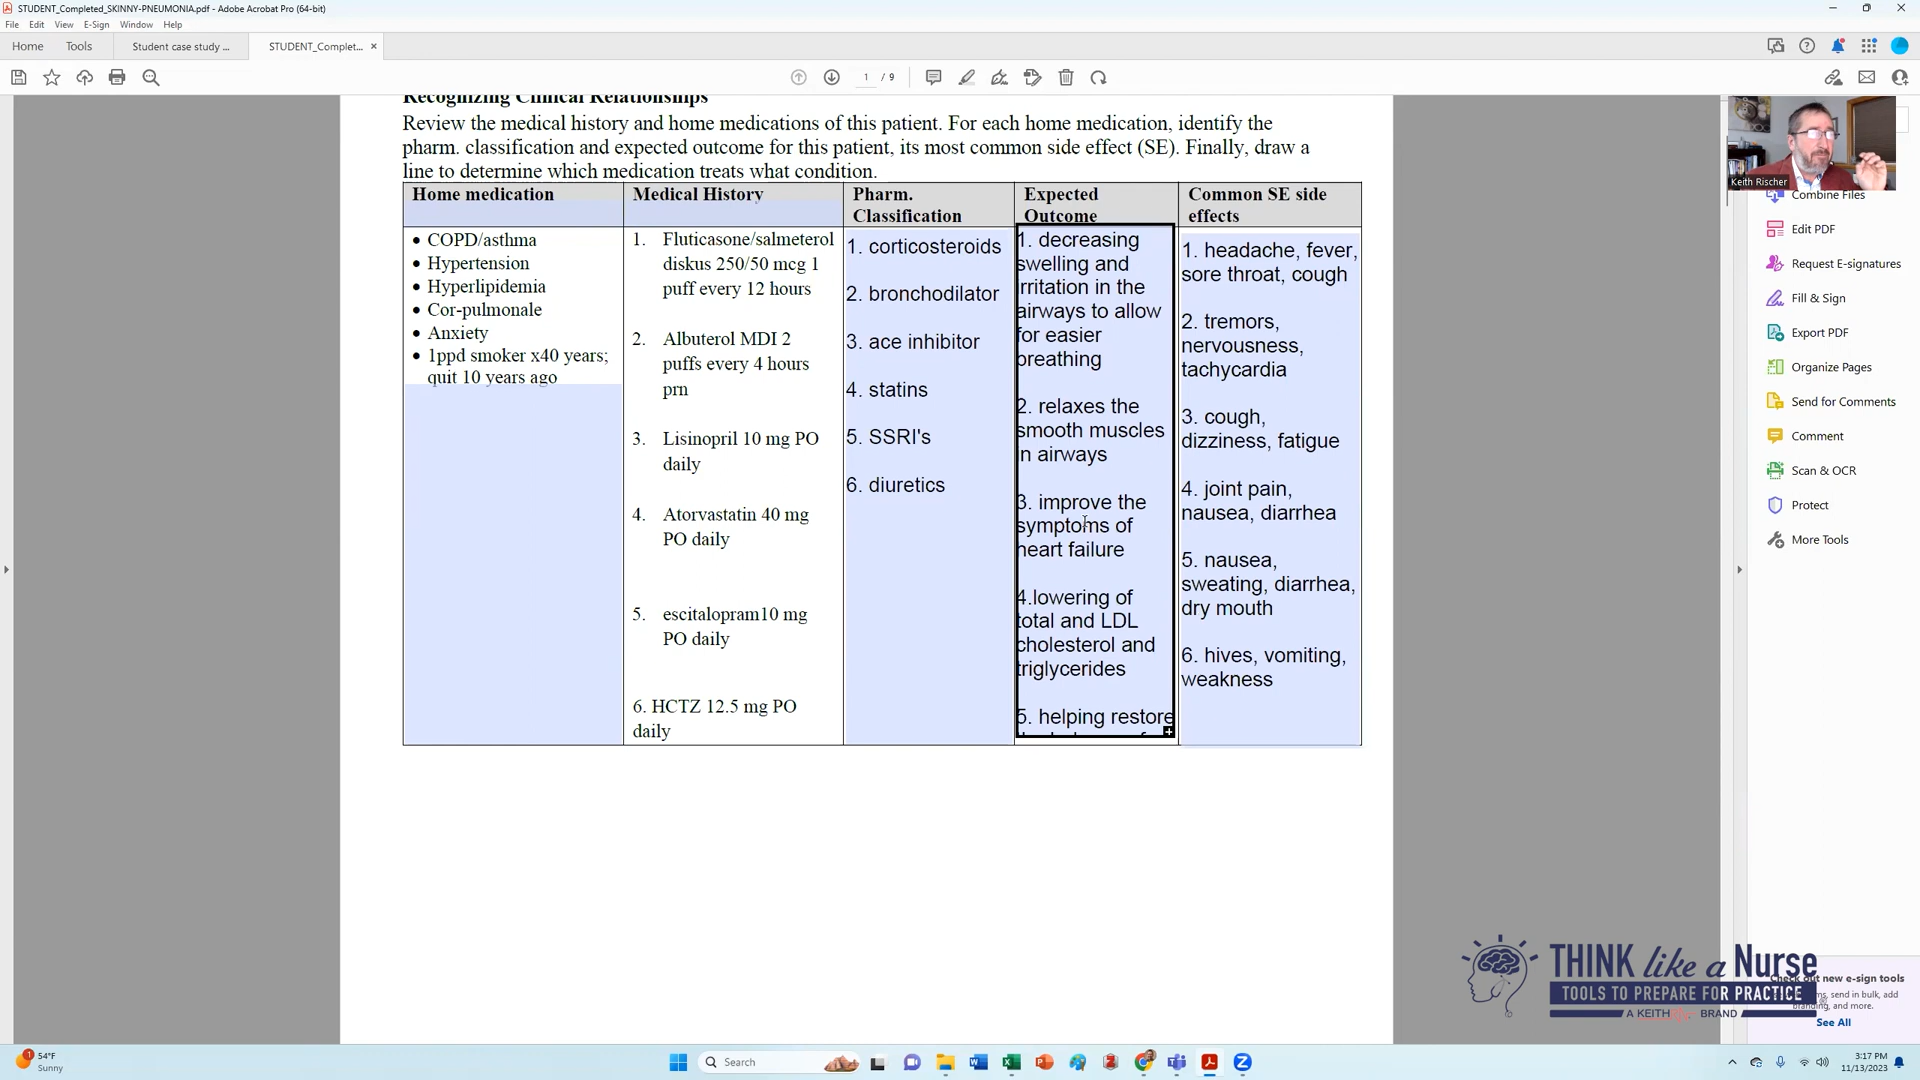 STUDENT_Completed_SKINNY-PNEUMONIA.pdf - Adobe Acrobat Pro (64-bit)
File Edit View E-Sign Window Help
Home Tools Student case study ... STUDENT_Complet... ×
1 / 9
Recognizing Clinical Relationships
Review the medical history and home medications of this patient. For each home medication, identify the
pharm. classification and expected outcome for this patient, its most common side effect (SE). Finally, draw a
line to determine which medication treats what condition.
Home medication
• COPD/asthma
• Hypertension
• Hyperlipidemia
• Cor-pulmonale
• Anxiety
• 1ppd smoker x40 years;
quit 10 years ago
Medical History
1. Fluticasone/salmeterol
diskus 250/50 mcg 1
puff every 12 hours
2. Albuterol MDI 2
puffs every 4 hours
prn
3. Lisinopril 10 mg PO
daily
4. Atorvastatin 40 mg
PO daily
5. escitalopram10 mg
PO daily
6. HCTZ 12.5 mg PO
daily
Pharm.
Classification
1. corticosteroids
2. bronchodilator
3. ace inhibitor
4. statins
5. SSRI's
6. diuretics
Expected
Outcome
1. decreasing
swelling and
irritation in the
airways to allow
for easier
breathing
2. relaxes the
smooth muscles
in airways
3. improve the
symptoms of
heart failure
4.lowering of
total and LDL
cholesterol and
triglycerides
5. helping restore
Common SE side
effects
1. headache, fever,
sore throat, cough
2. tremors,
nervousness,
tachycardia
3. cough,
dizziness, fatigue
4. joint pain,
nausea, diarrhea
5. nausea,
sweating, diarrhea,
dry mouth
6. hives, vomiting,
weakness
Keith Rischer
Combine Files
Edit PDF
Request E-signatures
Fill & Sign
Export PDF
Organize Pages
Send for Comments
Comment
Scan & OCR
Protect
More Tools
THINK like a Nurse
TOOLS TO PREPARE FOR PRACTICE
A KEITH BRAND
out new e-sign tools
send in bulk, add
and more.
See All
1
54°F
Sunny
Search
3:17 PM
11/13/2023